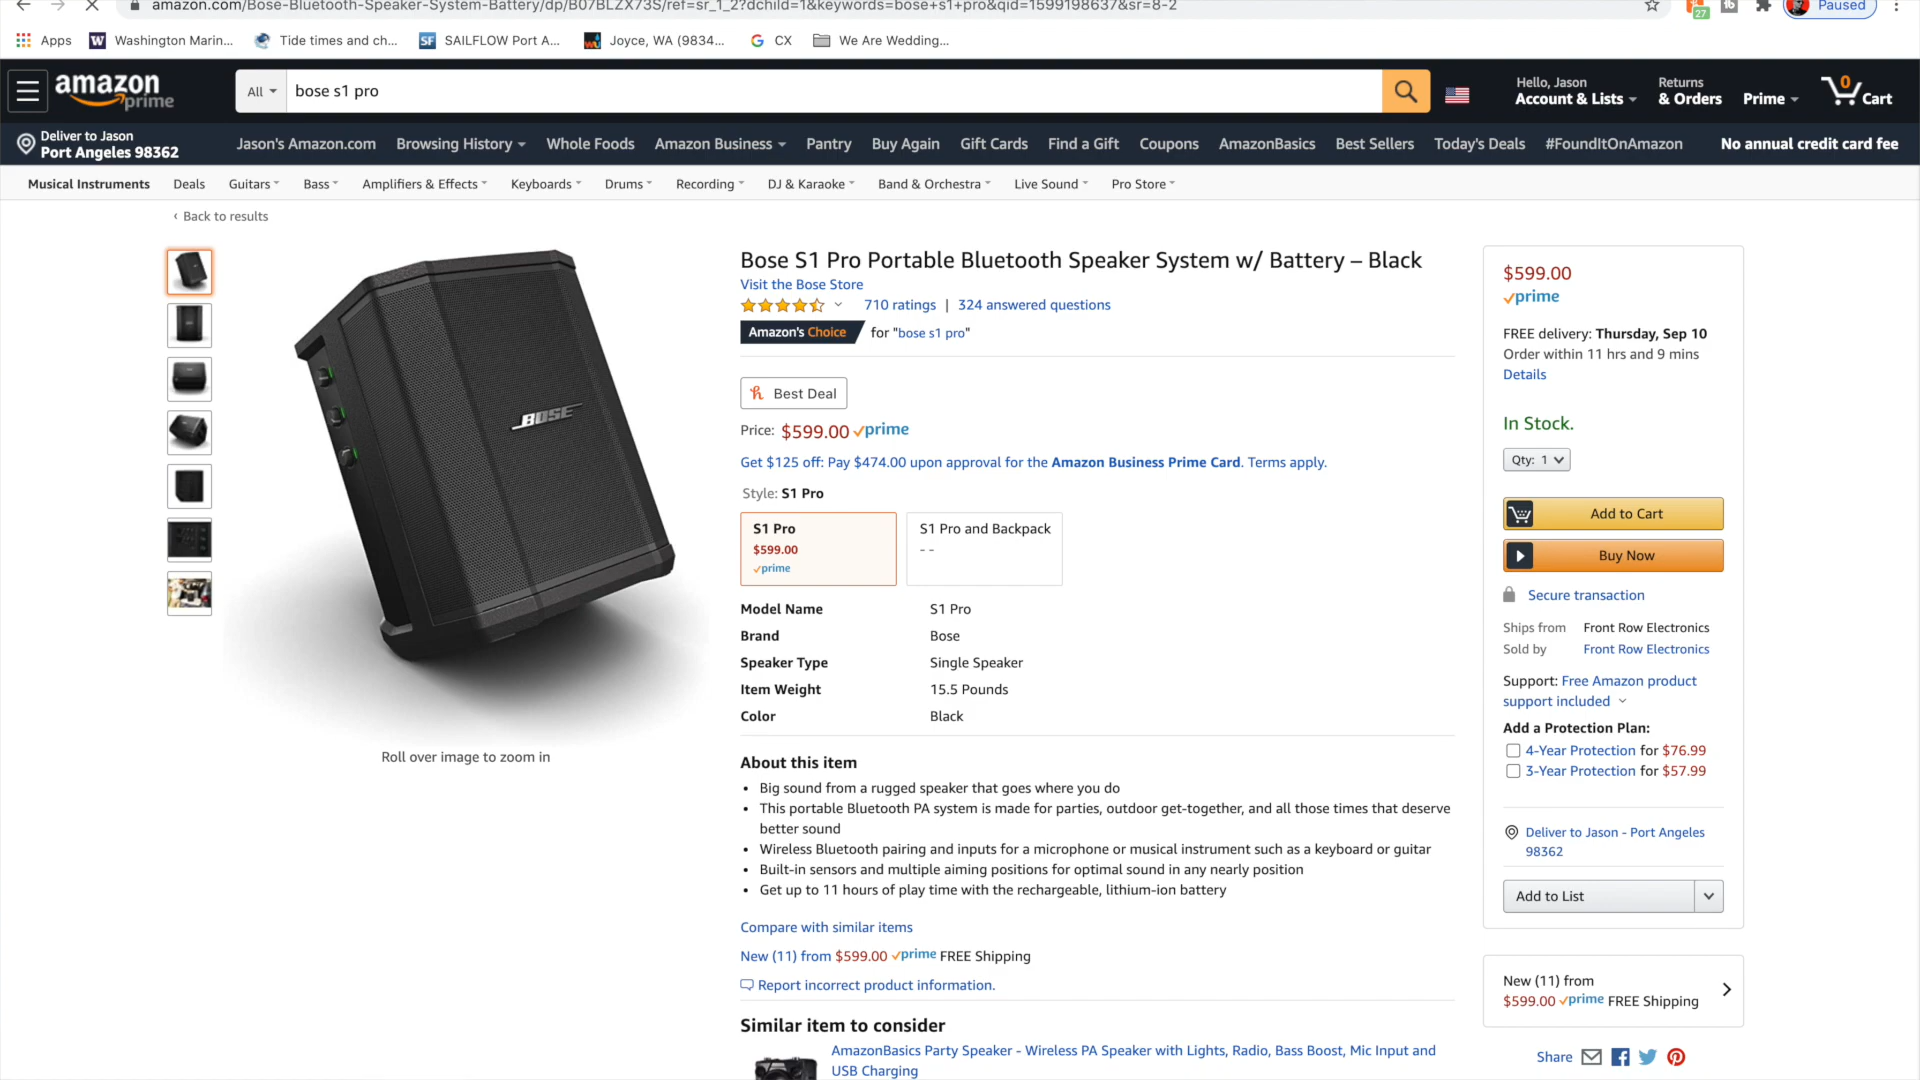 amazon.com/Bose-Bluetooth-Speaker-System-Battery/dp/B07BLZX73S/ref=sr_1_2?dchild=1&keywords=bose+s1+pro&qid=1599198637&sr=8-2
27
Paused
Apps
W Washington Marin...
Tide times and ch...
SF SAILFLOW Port A...
Joyce, WA (9834...
G CX
We Are Wedding...
amazon prime
All
bose s1 pro
Hello, Jason
Account & Lists
Returns
& Orders
Prime
0
Cart
Deliver to Jason
Port Angeles 98362
Jason's Amazon.com
Browsing History
Whole Foods
Amazon Business
Pantry
Buy Again
Gift Cards
Find a Gift
Coupons
AmazonBasics
Best Sellers
Today's Deals
#FoundItOnAmazon
No annual credit card fee
Musical Instruments
Deals
Guitars
Bass
Amplifiers & Effects
Keyboards
Drums
Recording
DJ & Karaoke
Band & Orchestra
Live Sound
Pro Store
‹ Back to results
BOSE
Roll over image to zoom in
Bose S1 Pro Portable Bluetooth Speaker System w/ Battery – Black
Visit the Bose Store
710 ratings | 324 answered questions
Amazon's Choice for "bose s1 pro"
Best Deal
Price: $599.00 prime
Get $125 off: Pay $474.00 upon approval for the Amazon Business Prime Card. Terms apply.
Style: S1 Pro
S1 Pro
$599.00
prime
S1 Pro and Backpack
- -
Model Name S1 Pro
Brand Bose
Speaker Type Single Speaker
Item Weight 15.5 Pounds
Color Black
About this item
• Big sound from a rugged speaker that goes where you do
• This portable Bluetooth PA system is made for parties, outdoor get-together, and all those times that deserve
better sound
• Wireless Bluetooth pairing and inputs for a microphone or musical instrument such as a keyboard or guitar
• Built-in sensors and multiple aiming positions for optimal sound in any nearly position
• Get up to 11 hours of play time with the rechargeable, lithium-ion battery
Compare with similar items
New (11) from $599.00 prime FREE Shipping
Report incorrect product information.
Similar item to consider
AmazonBasics Party Speaker - Wireless PA Speaker with Lights, Radio, Bass Boost, Mic Input and
USB Charging
$599.00
prime
FREE delivery: Thursday, Sep 10
Order within 11 hrs and 9 mins
Details
In Stock.
Qty: 1
Add to Cart
Buy Now
Secure transaction
Ships from Front Row Electronics
Sold by Front Row Electronics
Support: Free Amazon product
support included
Add a Protection Plan:
4-Year Protection for $76.99
3-Year Protection for $57.99
Deliver to Jason - Port Angeles
98362
Add to List
New (11) from
$599.00 prime FREE Shipping
Share